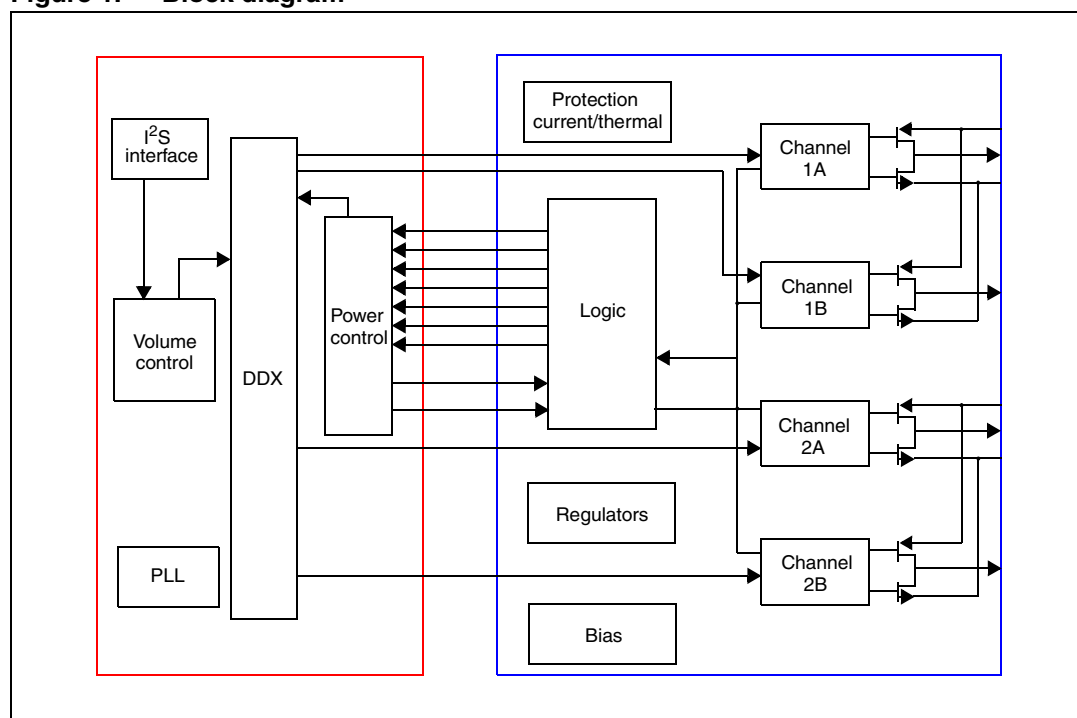 Figure 1. Block diagram
I2S
interface
Volume
control
DDX
PLL
Power
control
Protection
current/thermal
Logic
Regulators
Bias
Channel
1A
Channel
1B
Channel
2A
Channel
2B